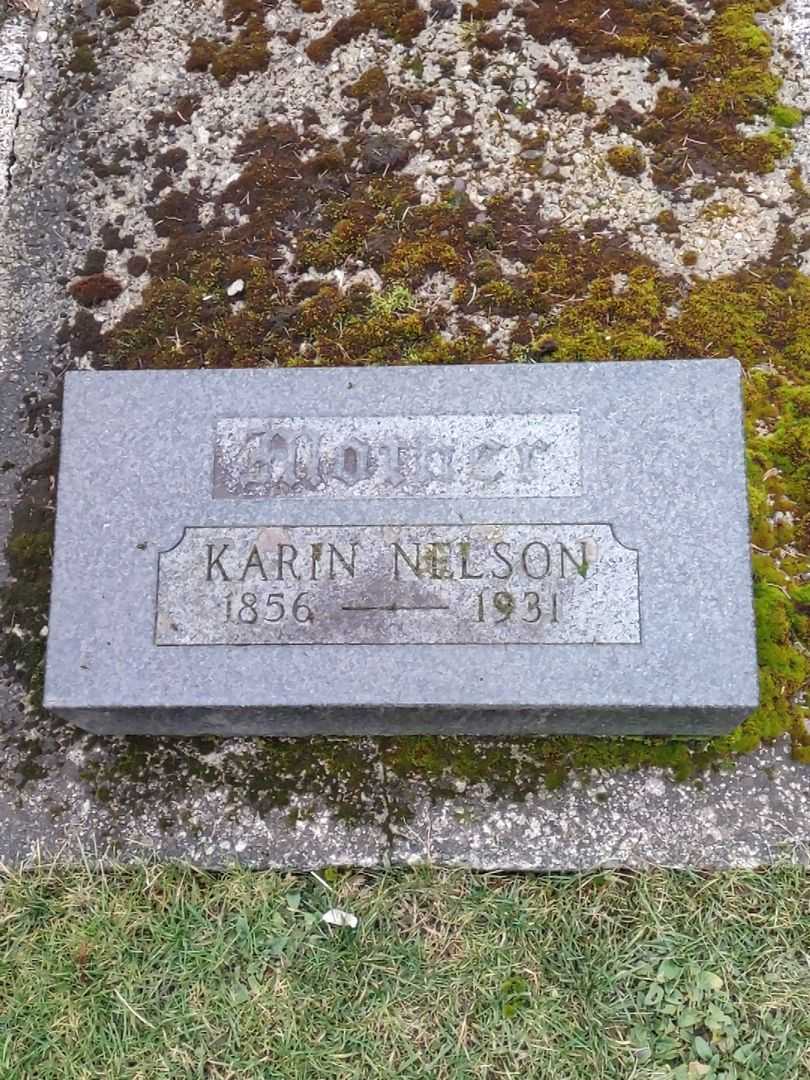 Mother
KARIN NELSON
1856 — 1931